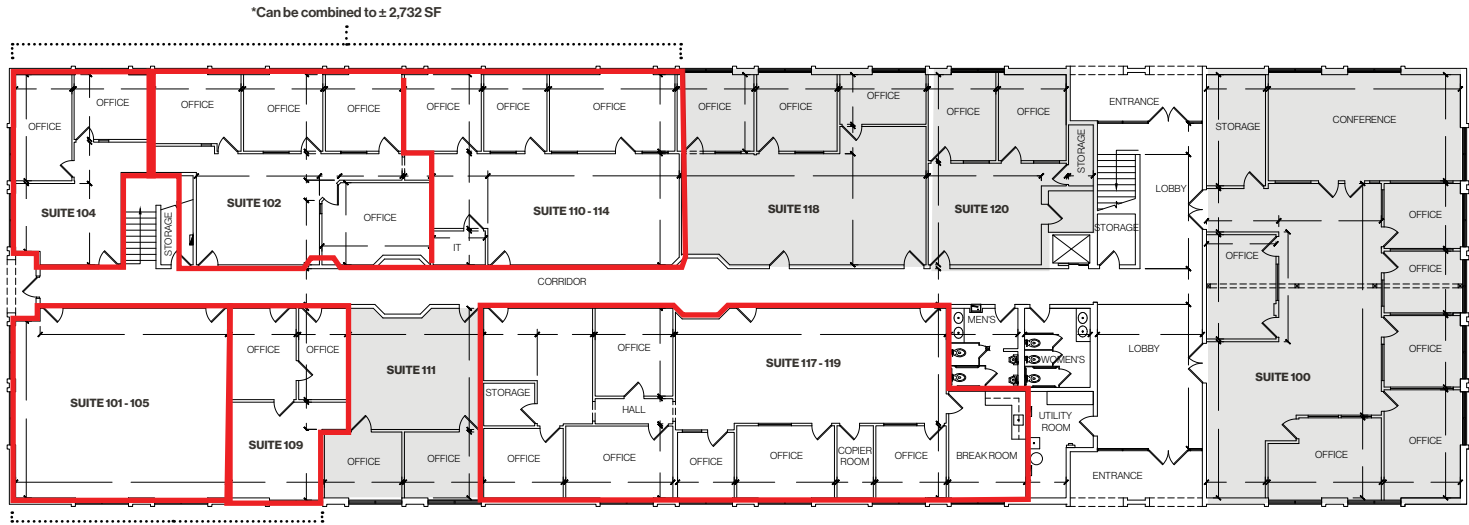 *Can be combined to ± 2,732 SF
OFFICE
OFFICE
SUITE 104
STORAGE
OFFICE
OFFICE
OFFICE
SUITE 102
OFFICE
OFFICE
OFFICE
OFFICE
IT
SUITE 110 - 114
OFFICE
OFFICE
OFFICE
SUITE 118
OFFICE
OFFICE
STORAGE
SUITE 120
ENTRANCE
LOBBY
STORAGE
STORAGE
CONFERENCE
OFFICE
OFFICE
OFFICE
OFFICE
OFFICE
OFFICE
SUITE 100
CORRIDOR
SUITE 101 - 105
OFFICE
OFFICE
SUITE 109
SUITE 111
OFFICE
OFFICE
STORAGE
OFFICE
HALL
SUITE 117 - 119
OFFICE
OFFICE
OFFICE
OFFICE
COPIER
ROOM
OFFICE
BREAK ROOM
MEN'S
WOMEN'S
UTILITY
ROOM
LOBBY
ENTRANCE